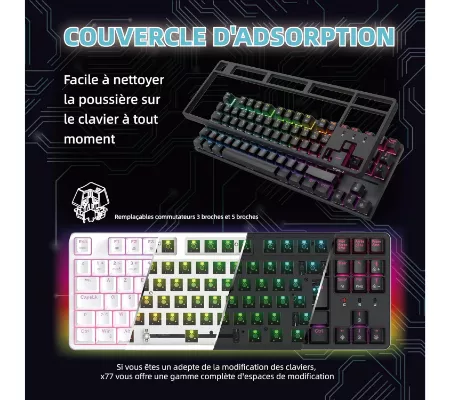 COUVERCLE D'ADSORPTION
Facile à nettoyer
la poussière sur
le clavier à tout
moment
Remplaçables commutateurs 3 broches et 5 broches
Si vous êtes un adepte de la modification des claviers,
x77 vous offre une gamme complète d'espaces de modification